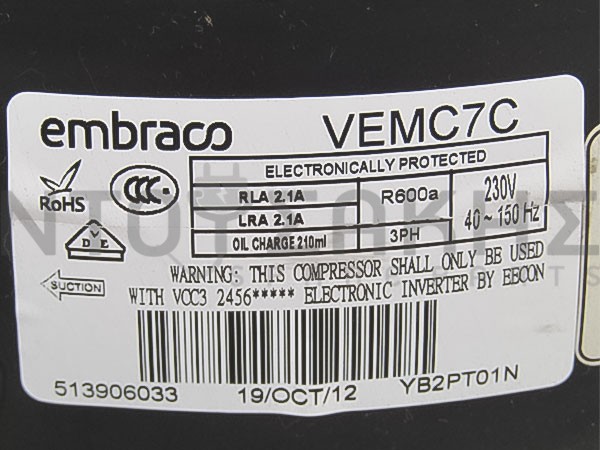 embraco VEMC7C
ELECTRONICALLY PROTECTED
RLA 2.1A R600a 230V
LRA 2.1A
OIL CHARGE 210ml 3PH 40~150 Hz
RoHS
CCC
D E
SUCTION
WARNING: THIS COMPRESSOR SHALL ONLY BE USED
WITH VCC3 2456***** ELECTRONIC INVERTER BY EECON
513906033 19/OCT/12 YB2PT01N
ΝΤΟΥΣΑΚΗΣ